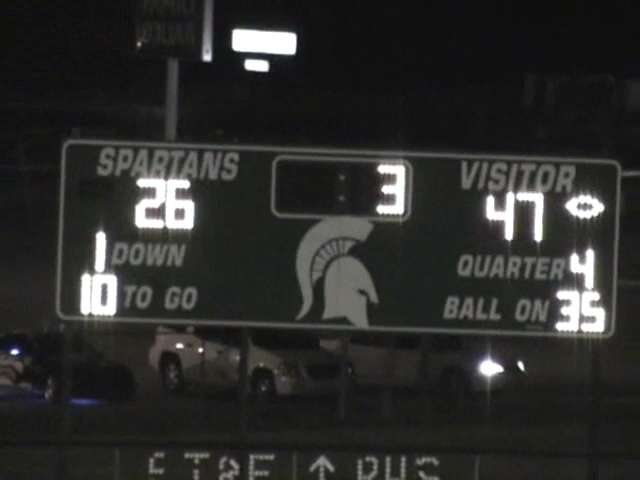 SPARTANS 3 VISITOR
26 47
1 DOWN QUARTER 4
10 TO GO BALL ON 35